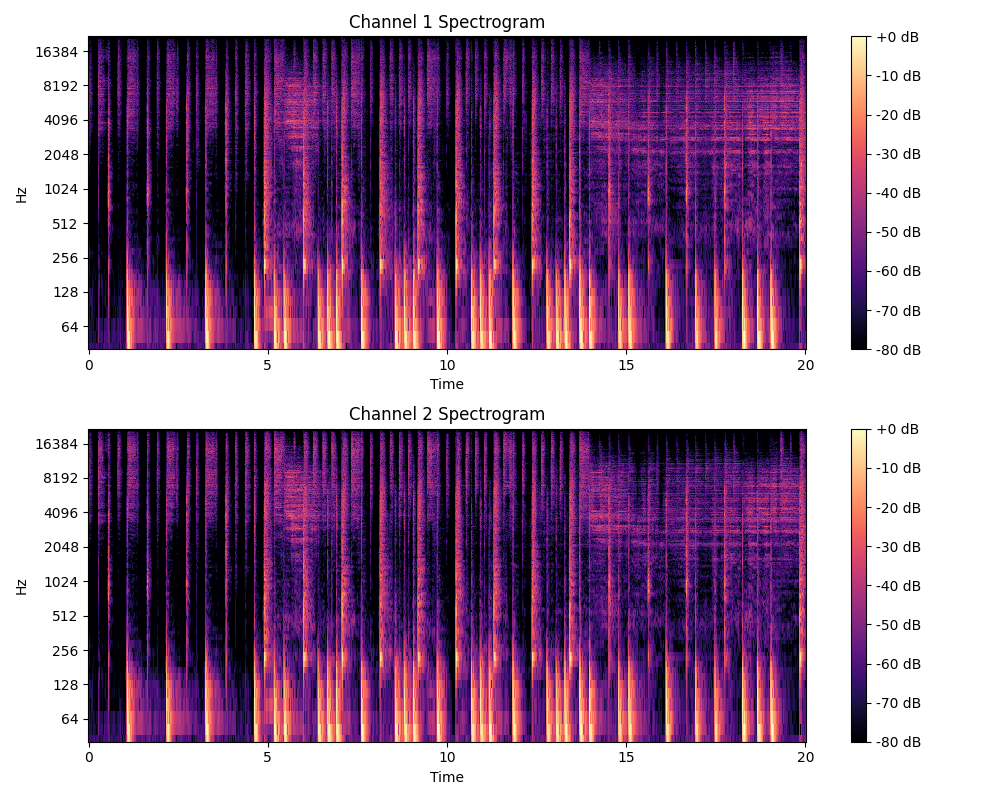 Channel 1 Spectrogram
16384
8192
4096
2048
1024
512
256
128
64
Hz
0 5 10 15 20
Time
+0 dB
-10 dB
-20 dB
-30 dB
-40 dB
-50 dB
-60 dB
-70 dB
-80 dB
Channel 2 Spectrogram
16384
8192
4096
2048
1024
512
256
128
64
Hz
0 5 10 15 20
Time
+0 dB
-10 dB
-20 dB
-30 dB
-40 dB
-50 dB
-60 dB
-70 dB
-80 dB